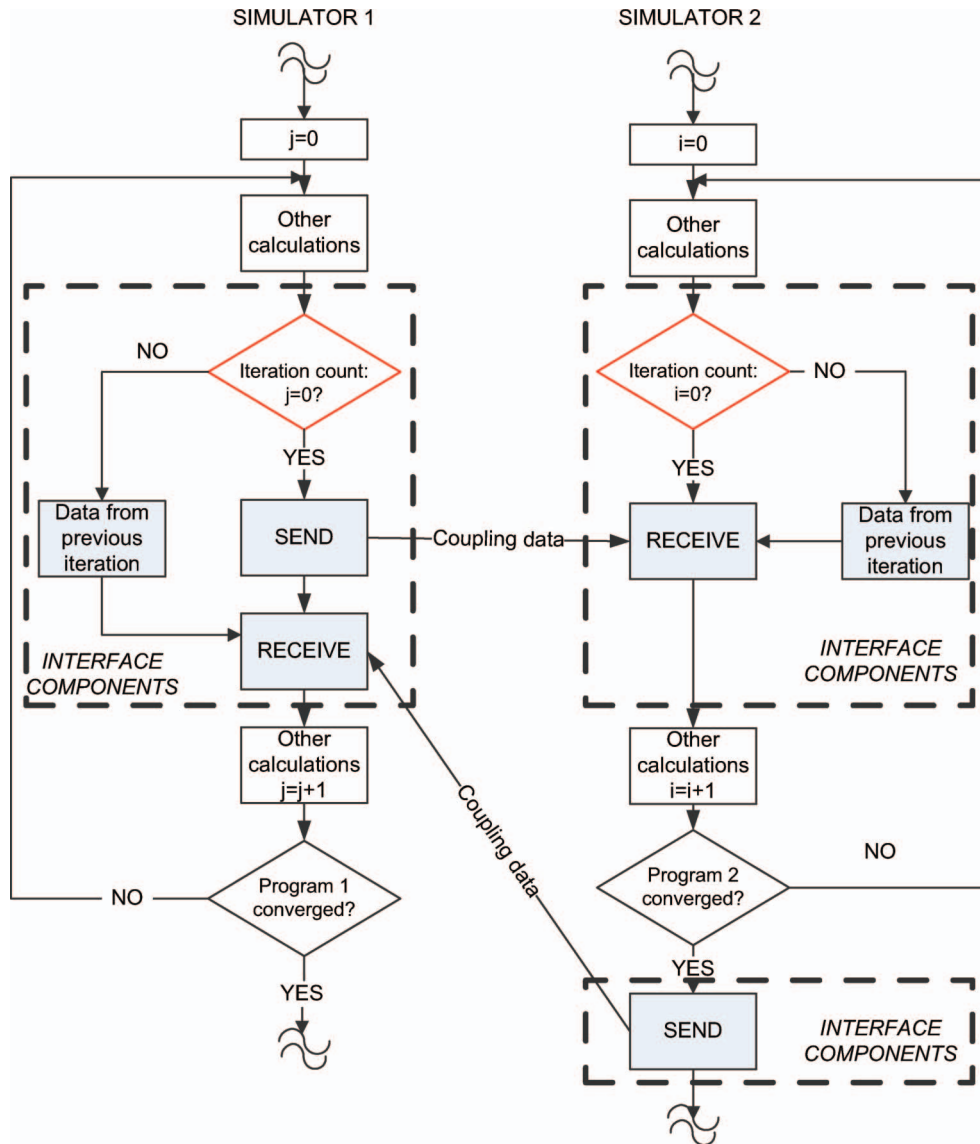 SIMULATOR 1
SIMULATOR 2
j=0
i=0
Other
calculations
Other
calculations
NO
Iteration count:
j=0?
Iteration count:
i=0?
NO
YES
YES
Data from
previous
iteration
SEND
Coupling data
RECEIVE
Data from
previous
iteration
RECEIVE
INTERFACE
COMPONENTS
INTERFACE
COMPONENTS
Other
calculations
j=j+1
Other
calculations
i=i+1
Coupling data
NO
Program 1
converged?
Program 2
converged?
NO
YES
YES
SEND
INTERFACE
COMPONENTS